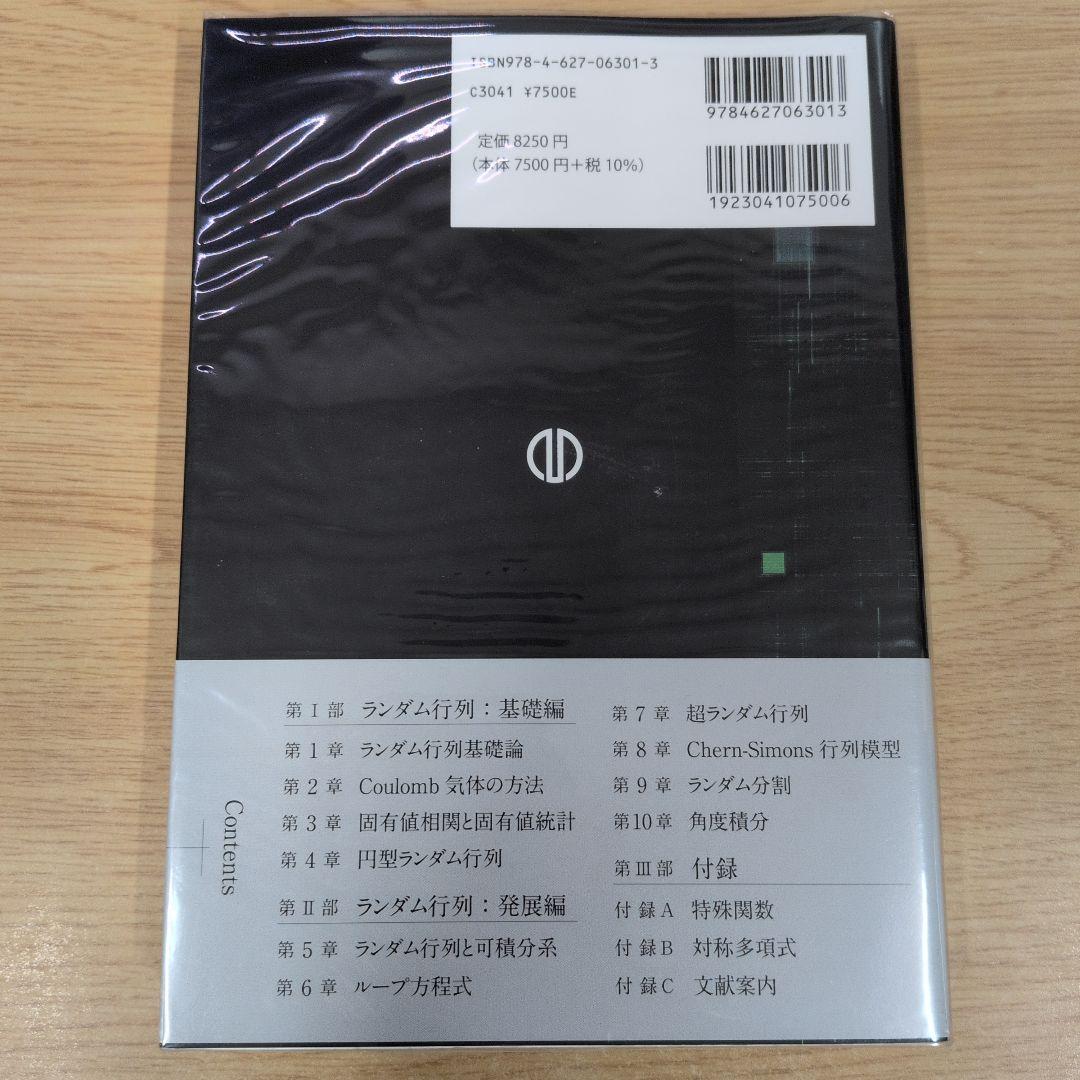 ISBN978-4-627-06301-3
C3041 ¥7500E
定価 8250 円
(本体 7500 円+税 10%)
9784627063013
1923041075006
Contents
第 I 部 ランダム行列:基礎編
第 1 章 ランダム行列基礎論
第 2 章 Coulomb 気体の方法
第 3 章 固有値相関と固有値統計
第 4 章 円型ランダム行列
第 II 部 ランダム行列:発展編
第 5 章 ランダム行列と可積分系
第 6 章 ループ方程式
第 7 章 超ランダム行列
第 8 章 Chern-Simons 行列模型
第 9 章 ランダム分割
第10章 角度積分
第 III 部 付録
付 録 A 特殊関数
付 録 B 対称多項式
付 録 C 文献案内